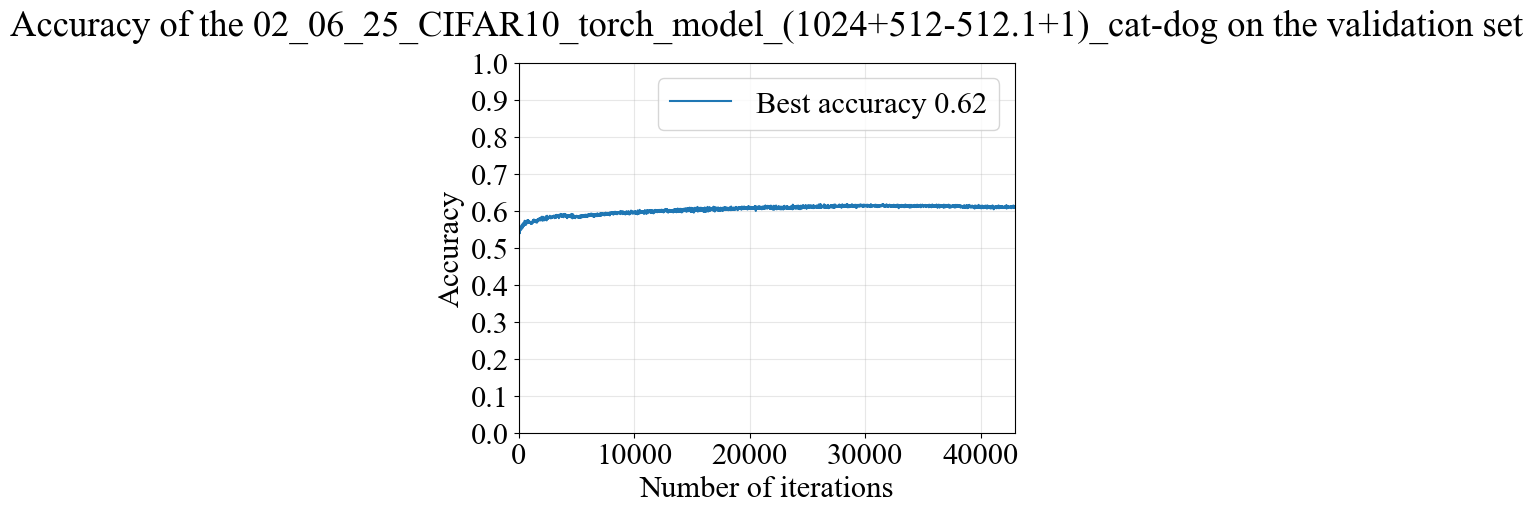 Accuracy of the 02_06_25_CIFAR10_torch_model_(1024+512-512.1+1)_cat-dog on the validation set
1.0
0.9
0.8
0.7
0.6
0.5
0.4
0.3
0.2
0.1
0.0
Accuracy
Best accuracy 0.62
0 10000 20000 30000 40000
Number of iterations